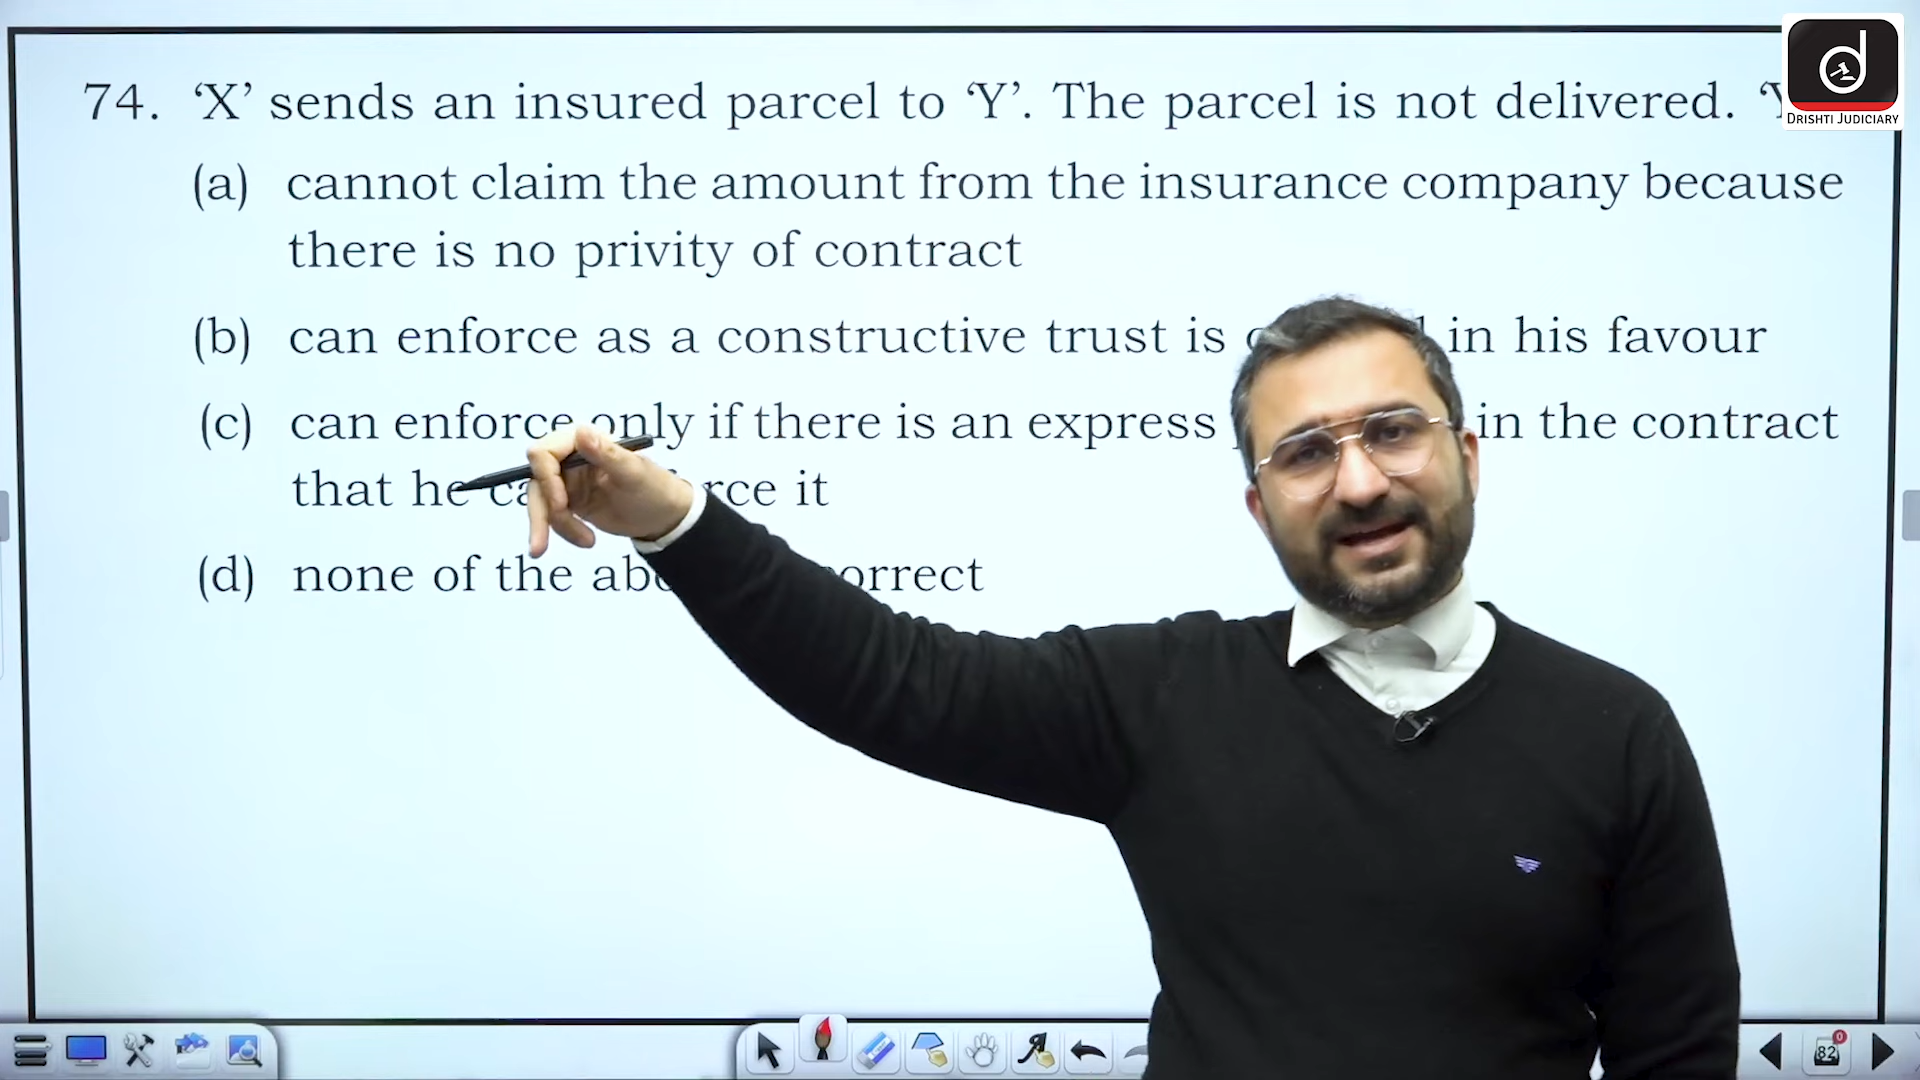 74. ‘X’ sends an insured parcel to ‘Y’. The parcel is not delivered.
DRISHTI JUDICIARY
(a) cannot claim the amount from the insurance company because
there is no privity of contract
(b) can enforce as a constructive trust is in his favour
(c) can enforce only if there is an express in the contract
that he it
(d) none of the
82
0